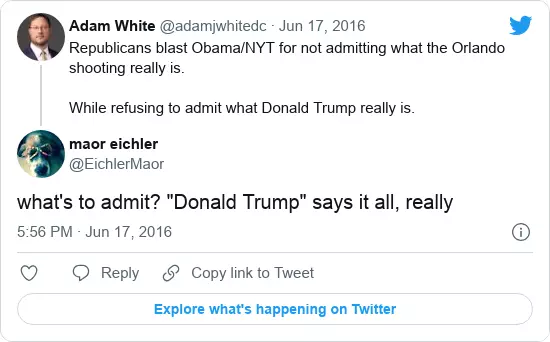 Adam White @adamjwhitedc · Jun 17, 2016
Republicans blast Obama/NYT for not admitting what the Orlando
shooting really is.
While refusing to admit what Donald Trump really is.
maor eichler
@EichlerMaor
what's to admit? "Donald Trump" says it all, really
5:56 PM · Jun 17, 2016
Reply
Copy link to Tweet
Explore what's happening on Twitter